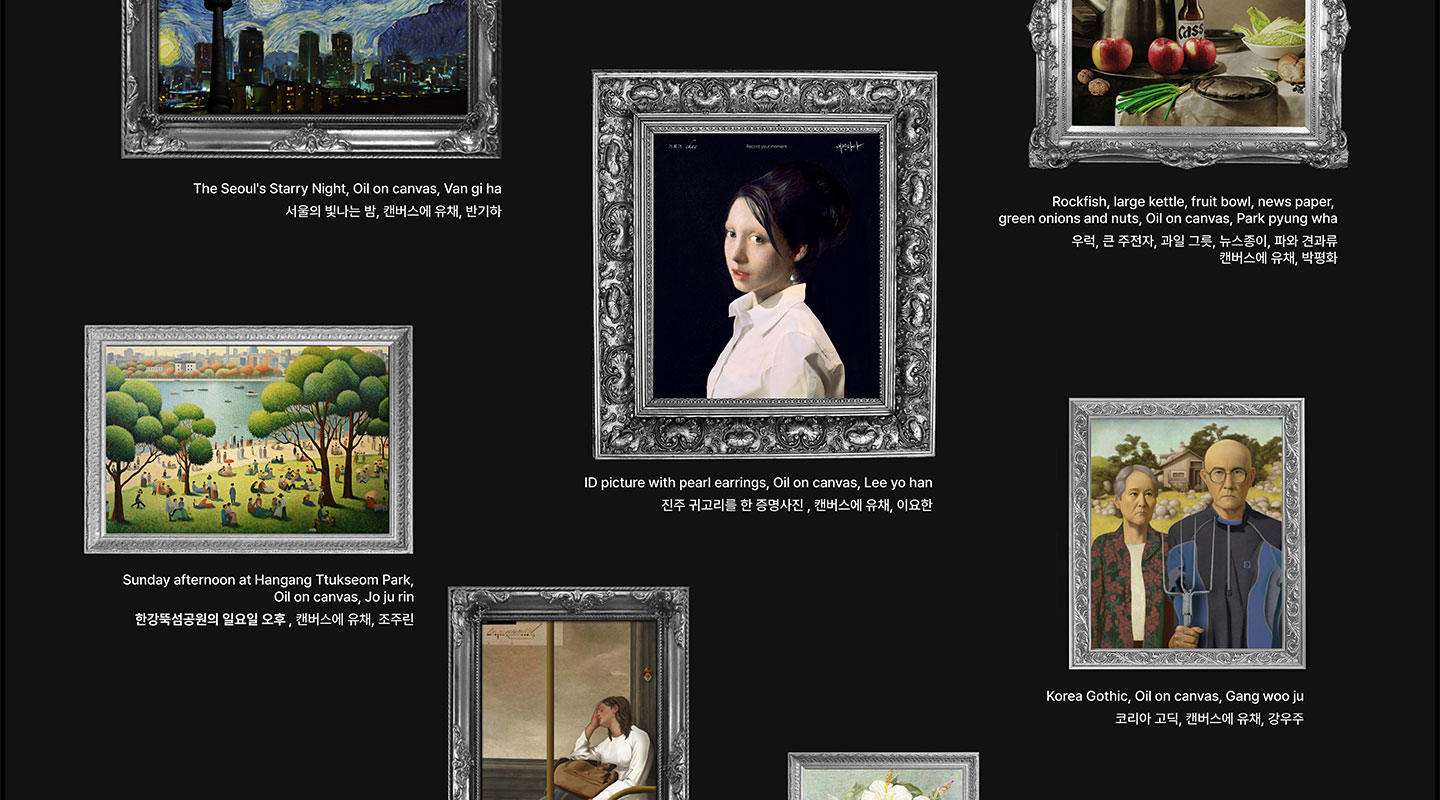 cass
The Seoul's Starry Night, Oil on canvas, Van gi ha
서울의 빛나는 밤, 캔버스에 유채, 반기하
Record your moment
Rockfish, large kettle, fruit bowl, news paper,
green onions and nuts, Oil on canvas, Park pyung wha
우럭, 큰 주전자, 과일 그릇, 뉴스종이, 파와 견과류
캔버스에 유채, 박평화
ID picture with pearl earrings, Oil on canvas, Lee yo han
진주 귀고리를 한 증명사진 , 캔버스에 유채, 이요한
Sunday afternoon at Hangang Ttukseom Park,
Oil on canvas, Jo ju rin
한강뚝섬공원의 일요일 오후 , 캔버스에 유채, 조주린
Korea Gothic, Oil on canvas, Gang woo ju
코리아 고딕, 캔버스에 유채, 강우주